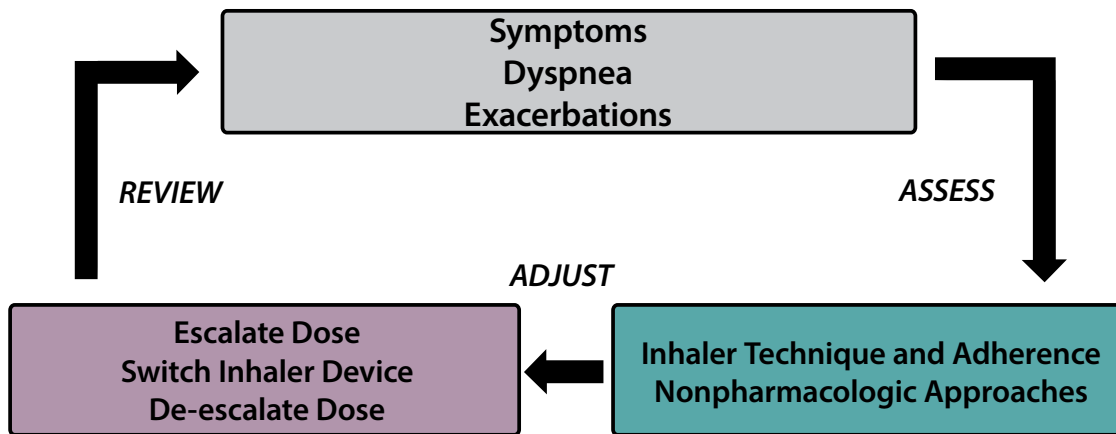 Symptoms
Dyspnea
Exacerbations
REVIEW
ASSESS
ADJUST
Escalate Dose
Switch Inhaler Device
De-escalate Dose
Inhaler Technique and Adherence
Nonpharmacologic Approaches